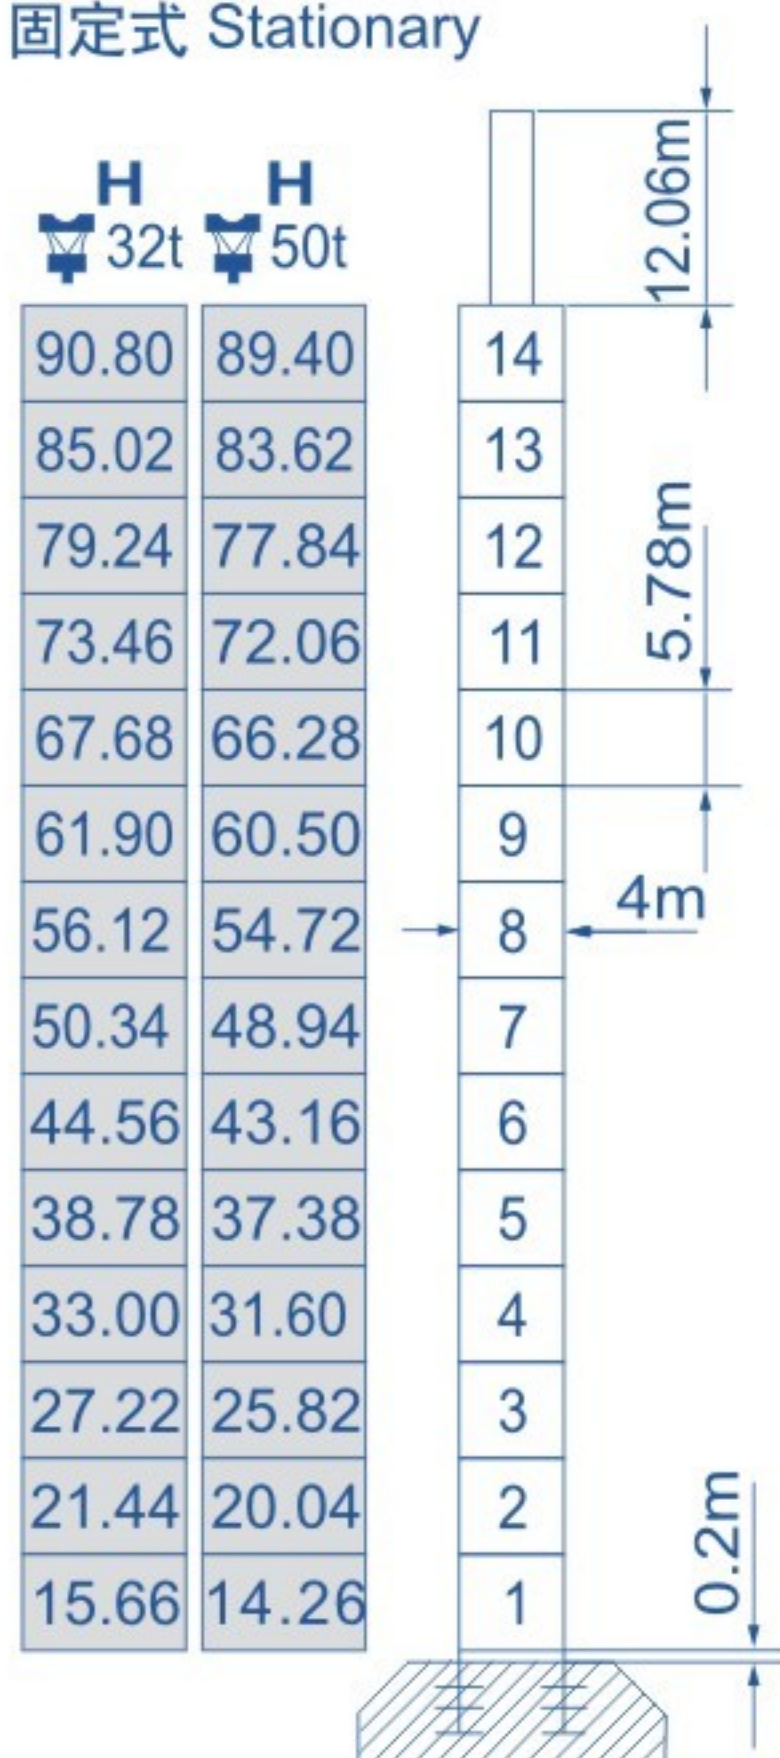 固定式 Stationary
H H
32t 50t
12.06m
90.80 89.40 14
85.02 83.62 13
79.24 77.84 12
5.78m
73.46 72.06 11
67.68 66.28 10
61.90 60.50 9
4m
56.12 54.72 8
50.34 48.94 7
44.56 43.16 6
38.78 37.38 5
33.00 31.60 4
27.22 25.82 3
21.44 20.04 2
0.2m
15.66 14.26 1